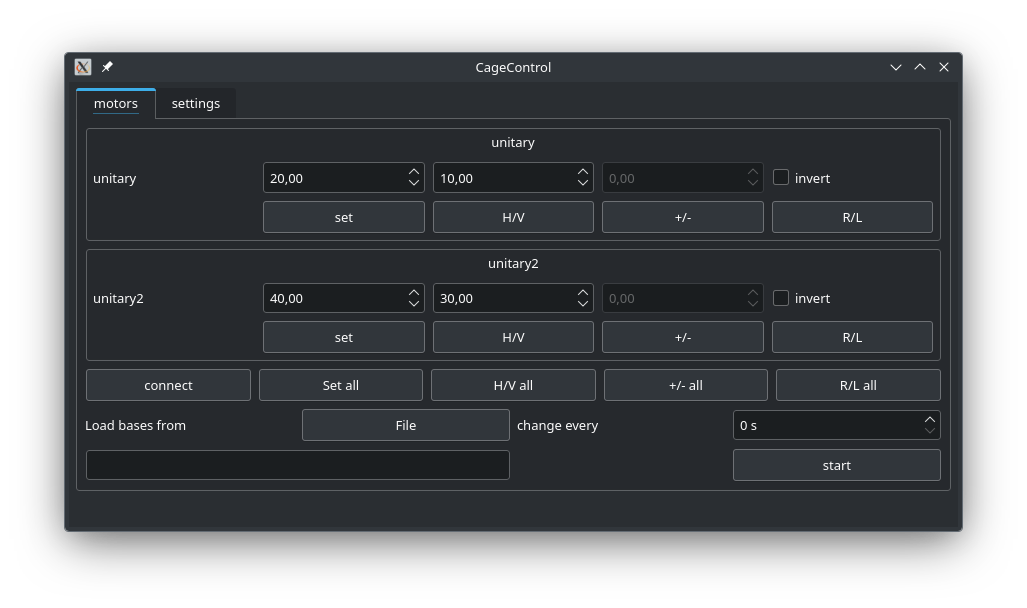 CageControl
motors settings
unitary
unitary 20,00 10,00 0,00 invert
set H/V +/- R/L
unitary2
unitary2 40,00 30,00 0,00 invert
set H/V +/- R/L
connect Set all H/V all +/- all R/L all
Load bases from File change every 0 s
start